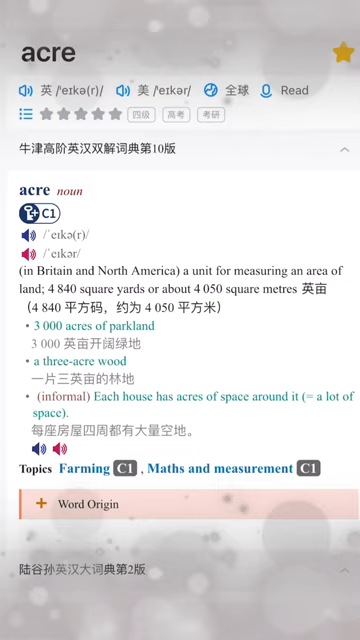 acre
英 /'eɪkə(r)/ 美 /'eɪkər/ 全球 Read
四级 高考 考研
牛津高阶英汉双解词典第10版
acre noun
C1
/ˈeɪkə(r)/
/ˈeɪkər/
(in Britain and North America) a unit for measuring an area of
land; 4 840 square yards or about 4 050 square metres 英亩
（4 840 平方码，约为 4 050 平方米）
• 3 000 acres of parkland
3 000 英亩开阔绿地
• a three-acre wood
一片三英亩的林地
• (informal) Each house has acres of space around it (= a lot of
space).
每座房屋四周都有大量空地。
Topics Farming C1 , Maths and measurement C1
+ Word Origin
陆谷孙英汉大词典第2版